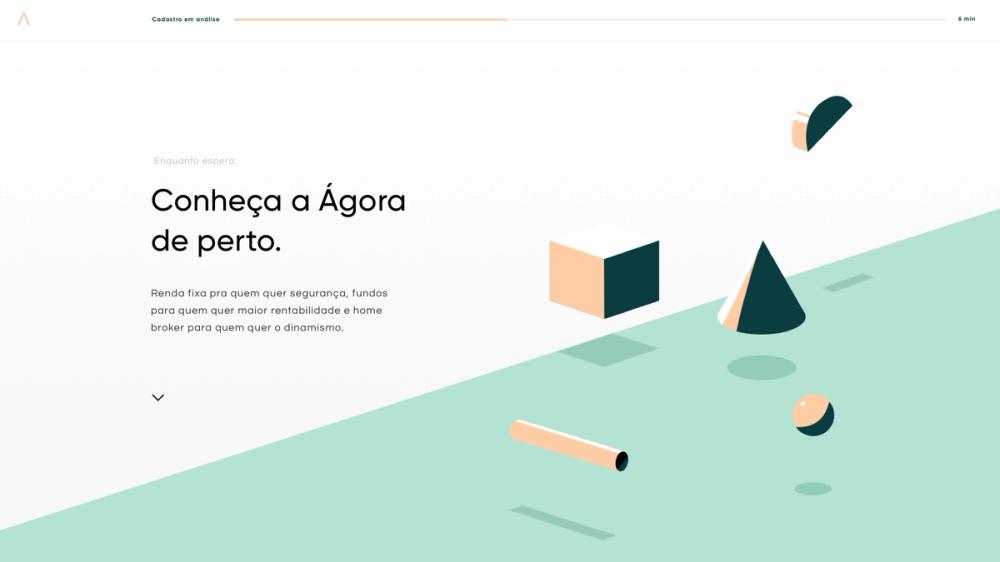 Cadastro em análise
6 min
Enquanto espera,
Conheça a Ágora
de perto.
Renda fixa pra quem quer segurança, fundos
para quem quer maior rentabilidade e home
broker para quem quer o dinamismo.